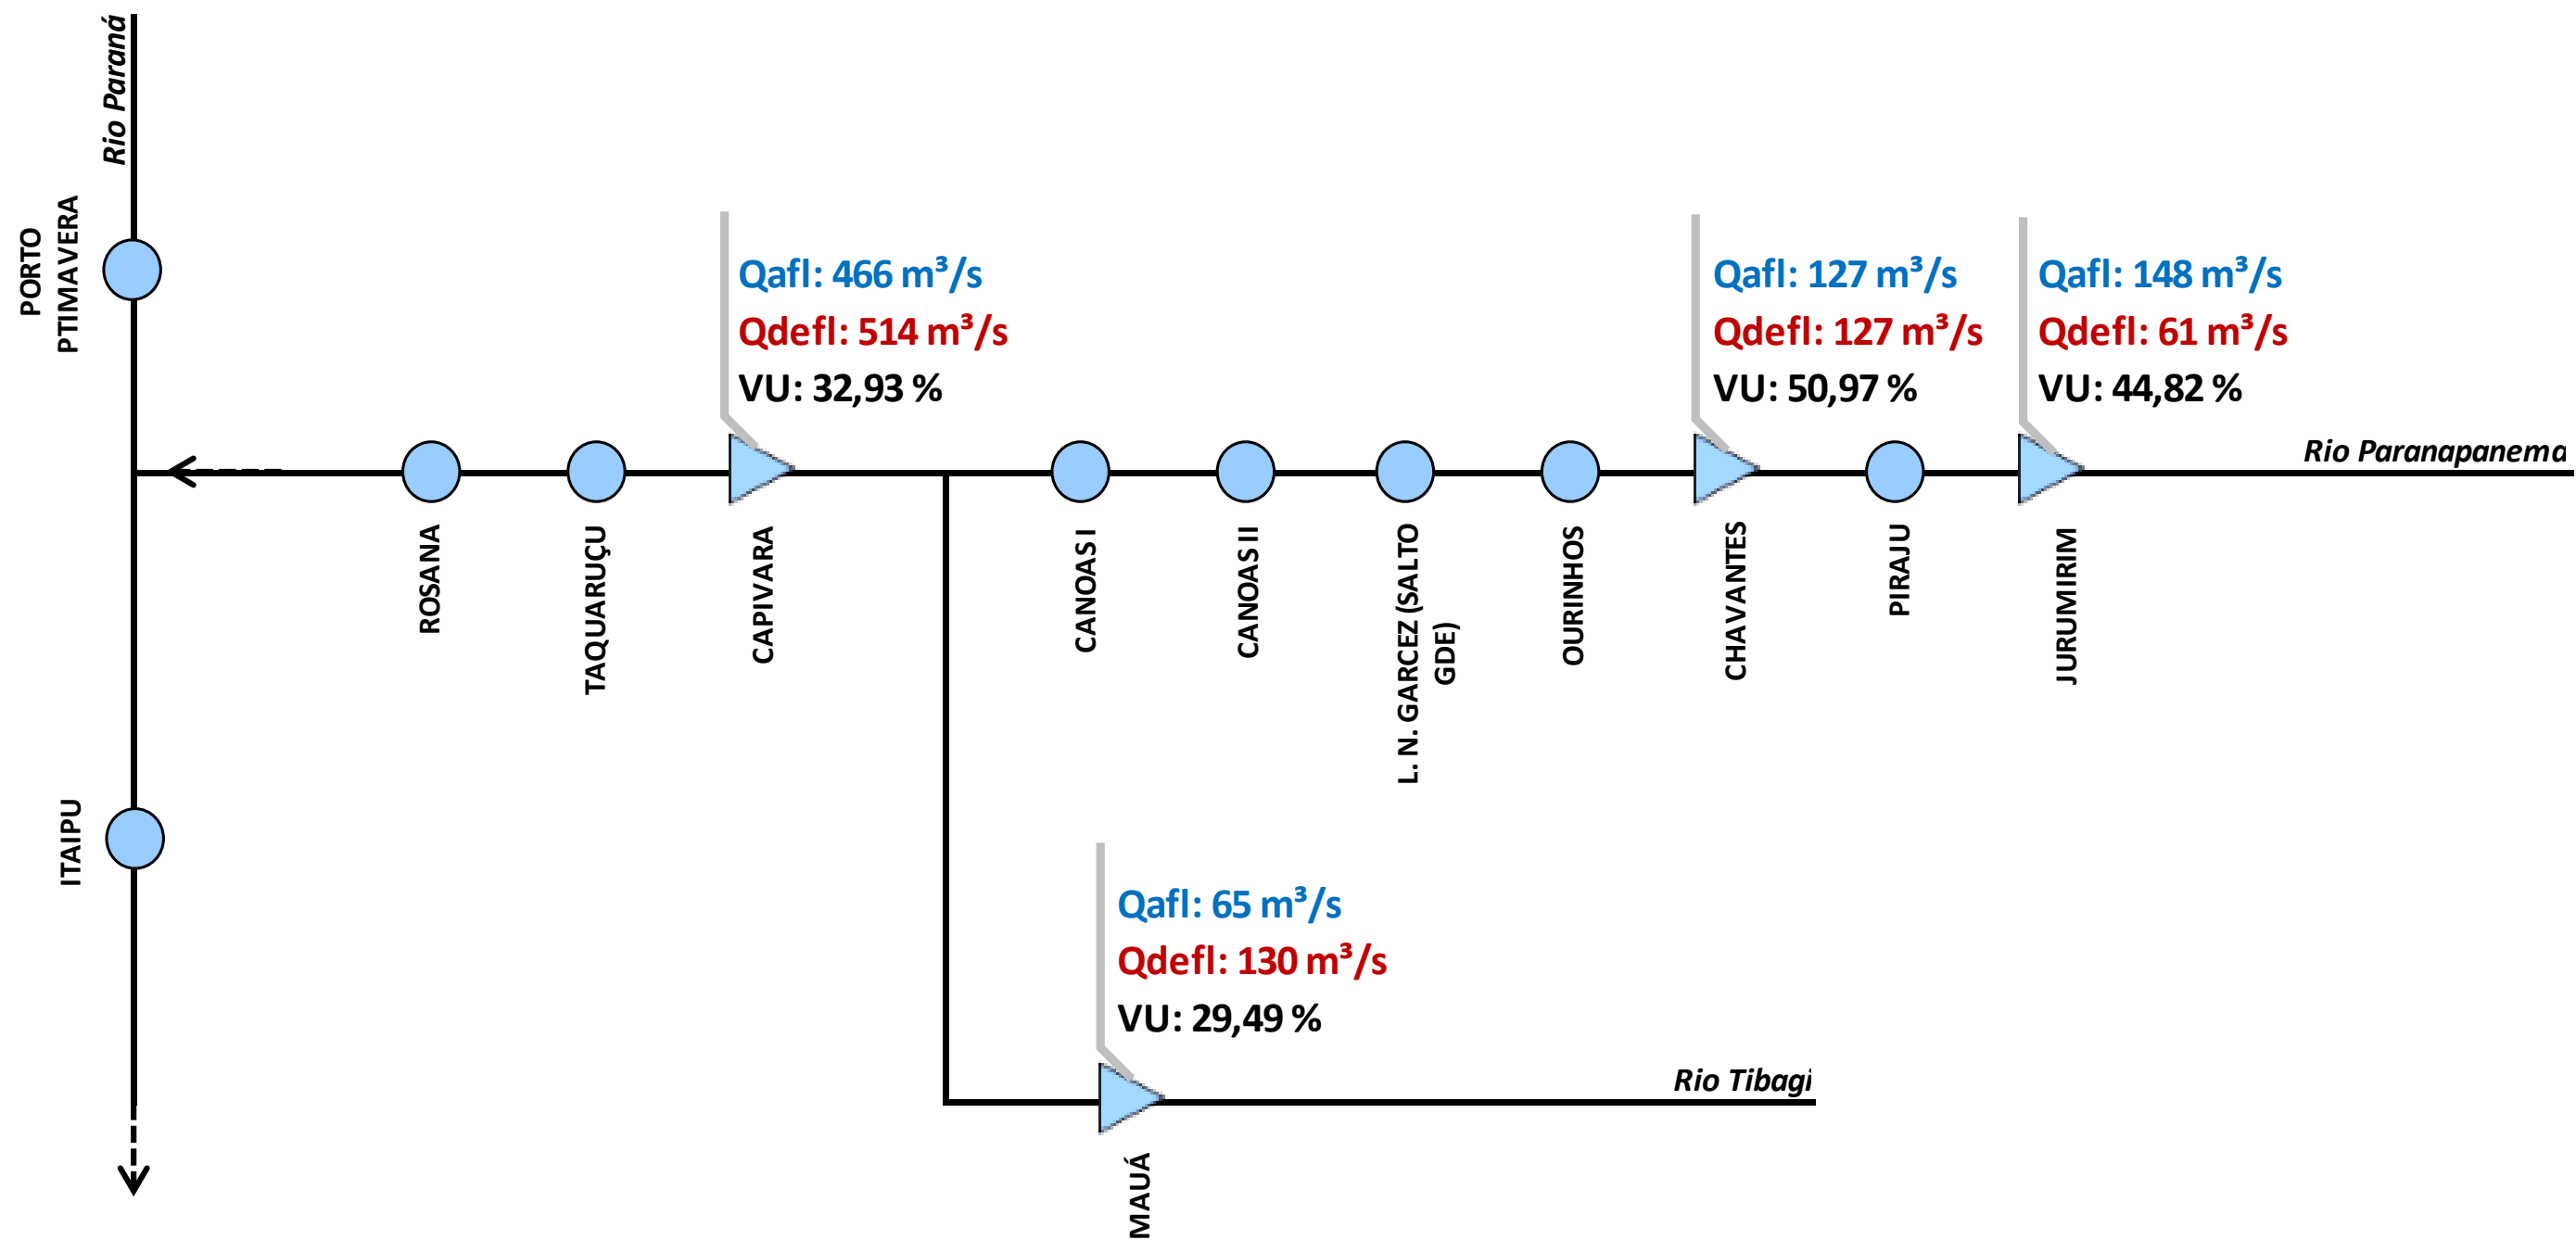 Rio Paraná
PORTO
PTIMAVERA
Qafl: 466 m³/s
Qdefl: 514 m³/s
VU: 32,93 %
Qafl: 127 m³/s
Qdefl: 127 m³/s
VU: 50,97 %
Qafl: 148 m³/s
Qdefl: 61 m³/s
VU: 44,82 %
Rio Paranapanema
ROSANA
TAQUARUÇU
CAPIVARA
CANOAS I
CANOAS II
L. N. GARCEZ (SALTO
GDE)
OURINHOS
CHAVANTES
PIRAJU
JURUMIRIM
ITAIPU
Qafl: 65 m³/s
Qdefl: 130 m³/s
VU: 29,49 %
Rio Tibagi
MAUÁ